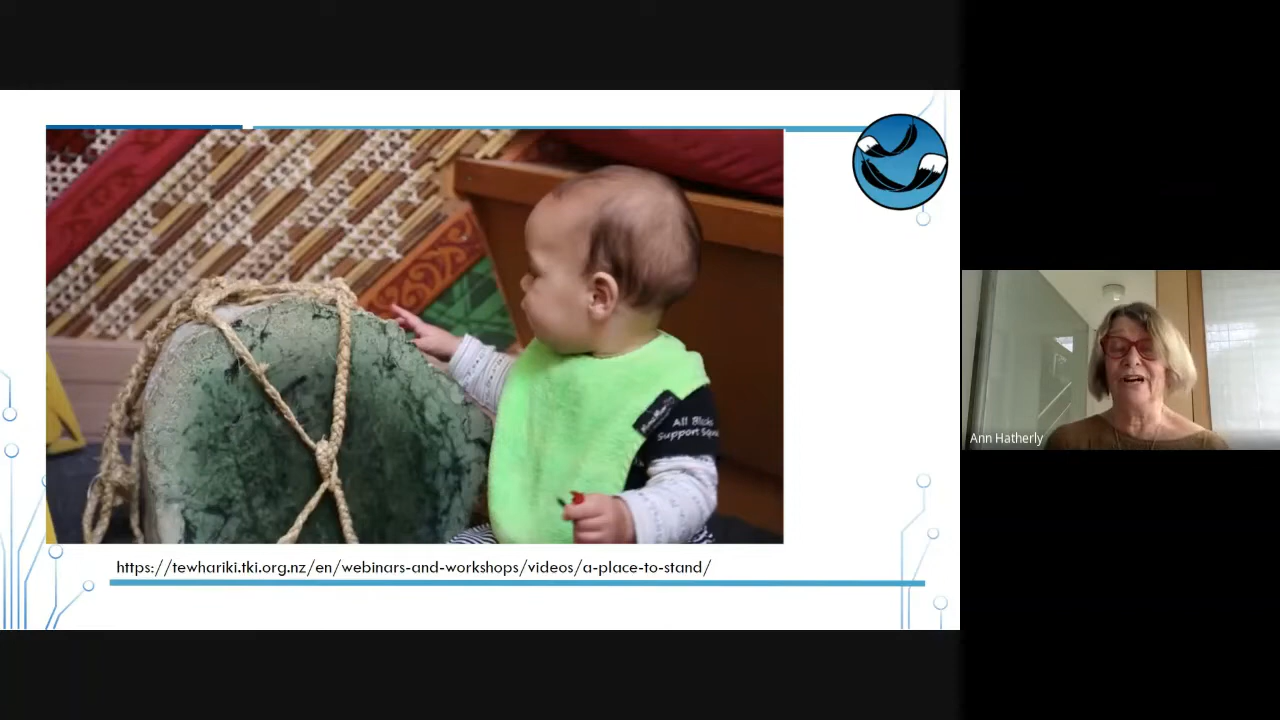 All Blacks
Support Squad
https://tewhariki.tki.org.nz/en/webinars-and-workshops/videos/a-place-to-stand/
Ann Hatherly